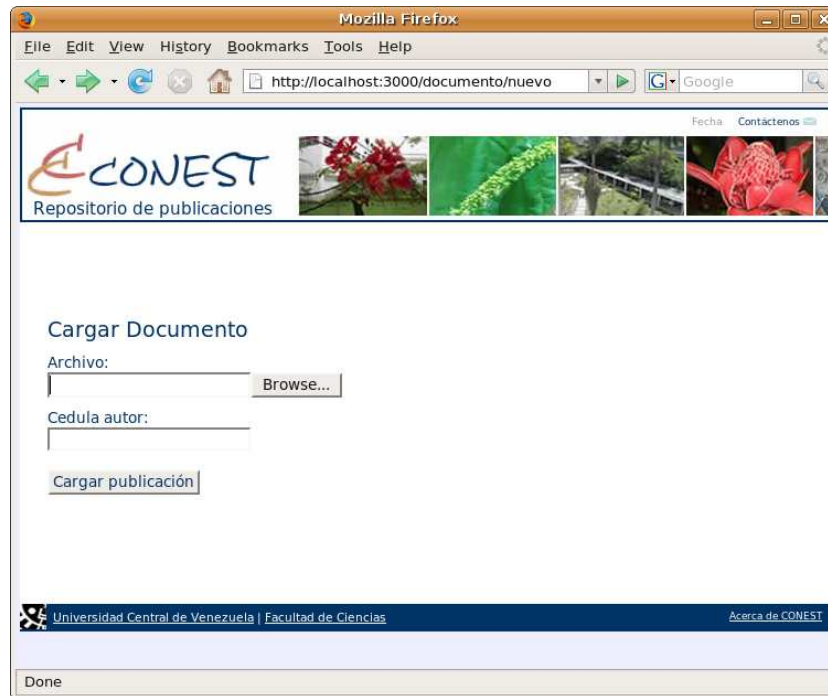 Mozilla Firefox
File Edit View History Bookmarks Tools Help
http://localhost:3000/documento/nuevo G Google
Fecha Contáctenos
CONEST
Repositorio de publicaciones
Cargar Documento
Archivo:
Browse...
Cedula autor:
Cargar publicación
Universidad Central de Venezuela | Facultad de Ciencias Acerca de CONEST
Done